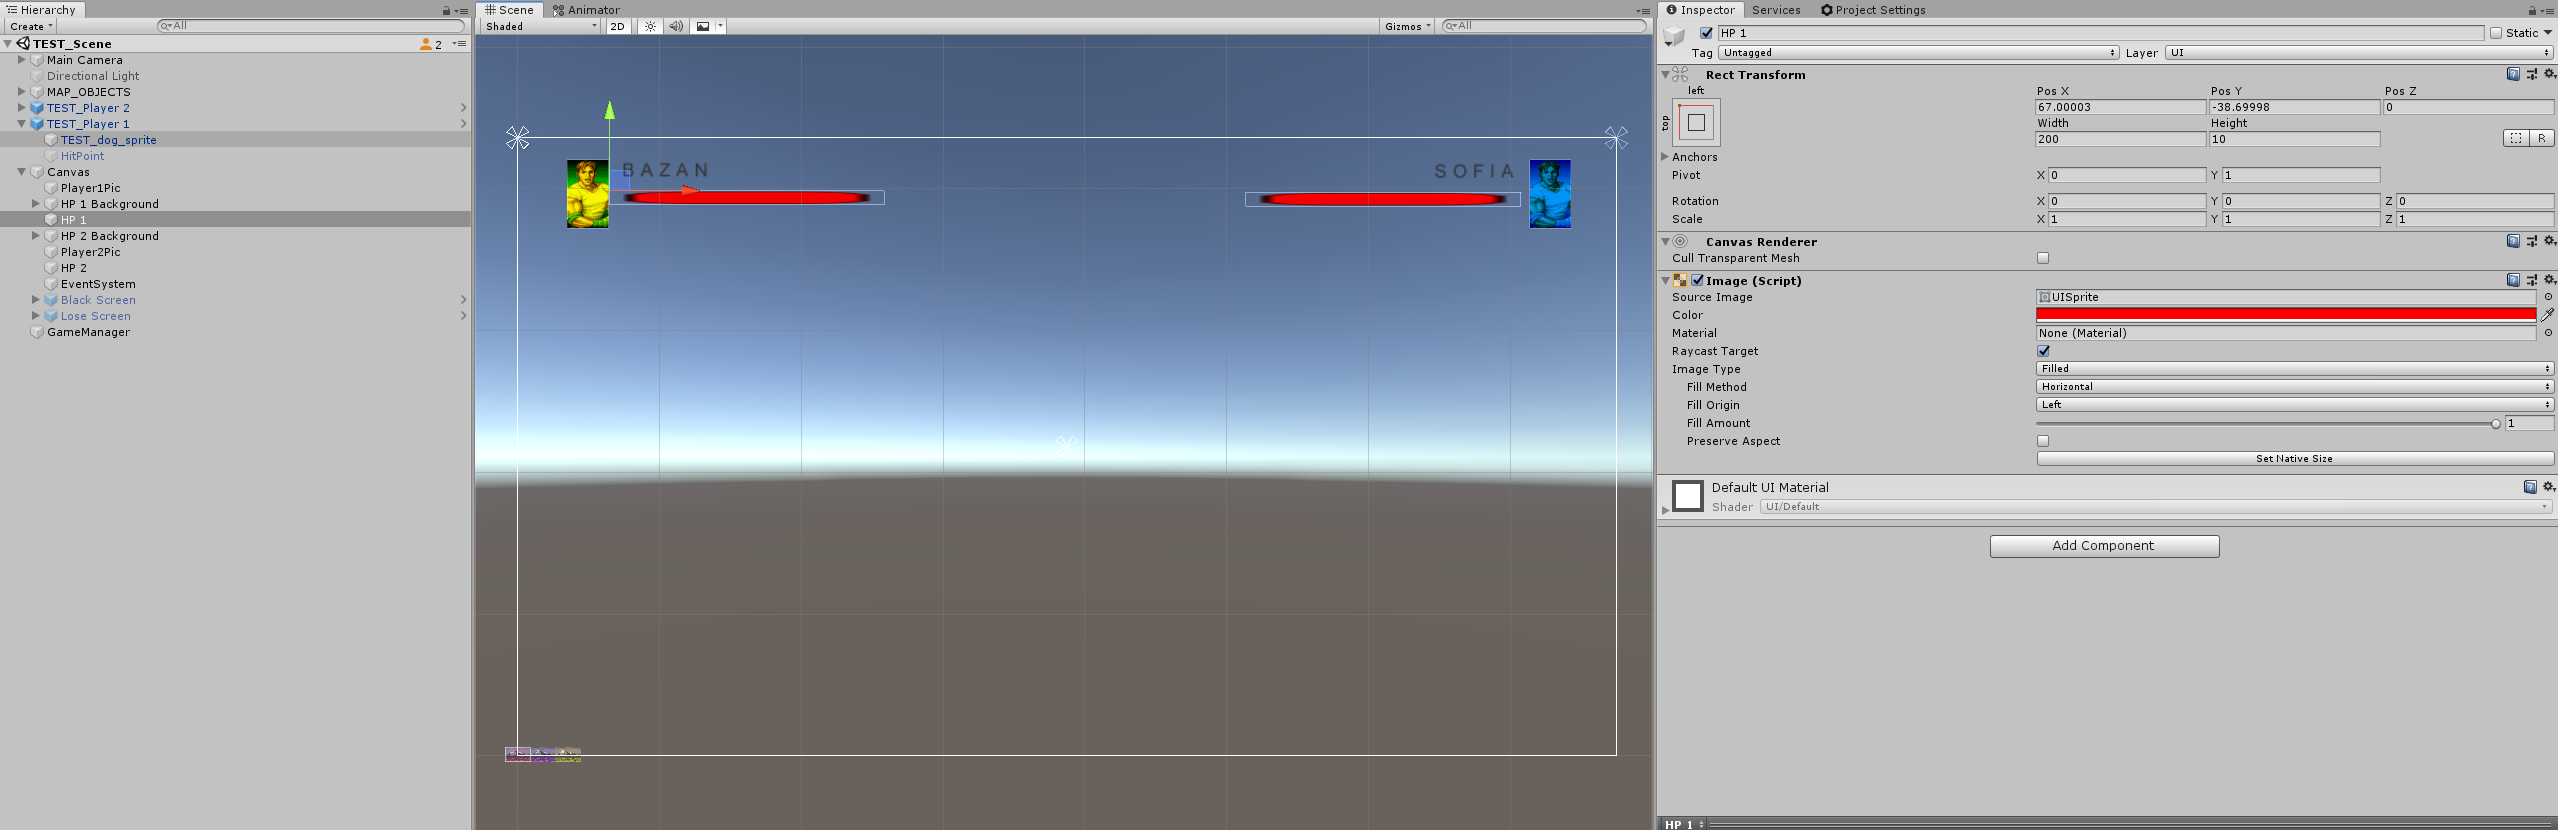 Hierarchy
Create
All
TEST_Scene
2
Main Camera
Directional Light
MAP_OBJECTS
TEST_Player 2
TEST_Player 1
TEST_dog_sprite
HitPoint
Canvas
Player1Pic
HP 1 Background
HP 1
HP 2 Background
Player2Pic
HP 2
EventSystem
Black Screen
Lose Screen
GameManager
Scene Animator
Shaded 2D Gizmos All
BAZAN
SOFIA
Inspector Services Project Settings
HP 1 Static
Tag Untagged Layer UI
Rect Transform
left
top
Pos X Pos Y Pos Z
67.00003 -38.69998 0
Width Height
200 10
R
Anchors
Pivot X 0 Y 1
Rotation X 0 Y 0 Z 0
Scale X 1 Y 1 Z 1
Canvas Renderer
Cull Transparent Mesh
Image (Script)
Source Image UISprite
Color
Material None (Material)
Raycast Target
Image Type Filled
Fill Method Horizontal
Fill Origin Left
Fill Amount 1
Preserve Aspect
Set Native Size
Default UI Material
Shader UI/Default
Add Component
HP 1